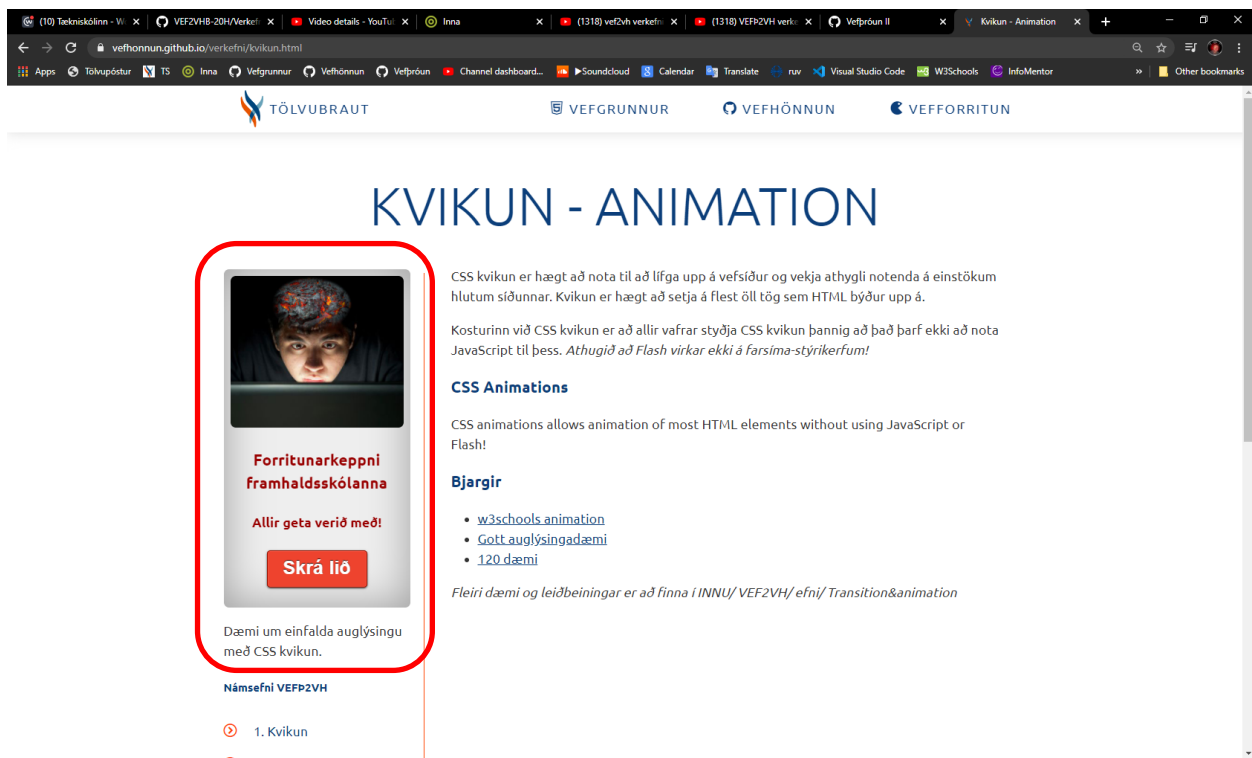 (10) Tækniskólinn - W
VEF2VHB-20H/Verkef
Video details - YouTu
Inna
(1318) vef2vh verkefni
(1318) VEFÞ2VH verke
Vefþróun II
Kvikun - Animation
vefhonnun.github.io/verkefni/kvikun.html
Apps Tölvupóstur TS Inna Vefgrunnur Vefhönnun Vefþróun Channel dashboard... ►Soundcloud Calendar Translate ruv Visual Studio Code W3Schools InfoMentor » Other bookmarks
TÖLVUBRAUT VEFGRUNNUR VEFHÖNNUN VEFFORRITUN
KVIKUN - ANIMATION
Forritunarkeppni
framhaldsskólanna
Allir geta verið með!
Skrá lið
Dæmi um einfalda auglýsingu
með CSS kvikun.
Námsefni VEFÞ2VH
1. Kvikun
CSS kvikun er hægt að nota til að lífga upp á vefsíður og vekja athygli notenda á einstökum
hlutum síðunnar. Kvikun er hægt að setja á flest öll tög sem HTML býður upp á.
Kosturinn við CSS kvikun er að allir vafrar styðja CSS kvikun þannig að það þarf ekki að nota
JavaScript til þess. Athugið að Flash virkar ekki á farsíma-stýrikerfum!
CSS Animations
CSS animations allows animation of most HTML elements without using JavaScript or
Flash!
Bjargir
w3schools animation
Gott auglýsingadæmi
120 dæmi
Fleiri dæmi og leiðbeiningar er að finna í INNU/ VEF2VH/ efni/ Transition&animation